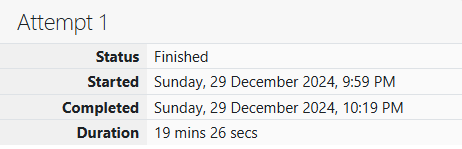 Attempt 1
Status Finished
Started Sunday, 29 December 2024, 9:59 PM
Completed Sunday, 29 December 2024, 10:19 PM
Duration 19 mins 26 secs